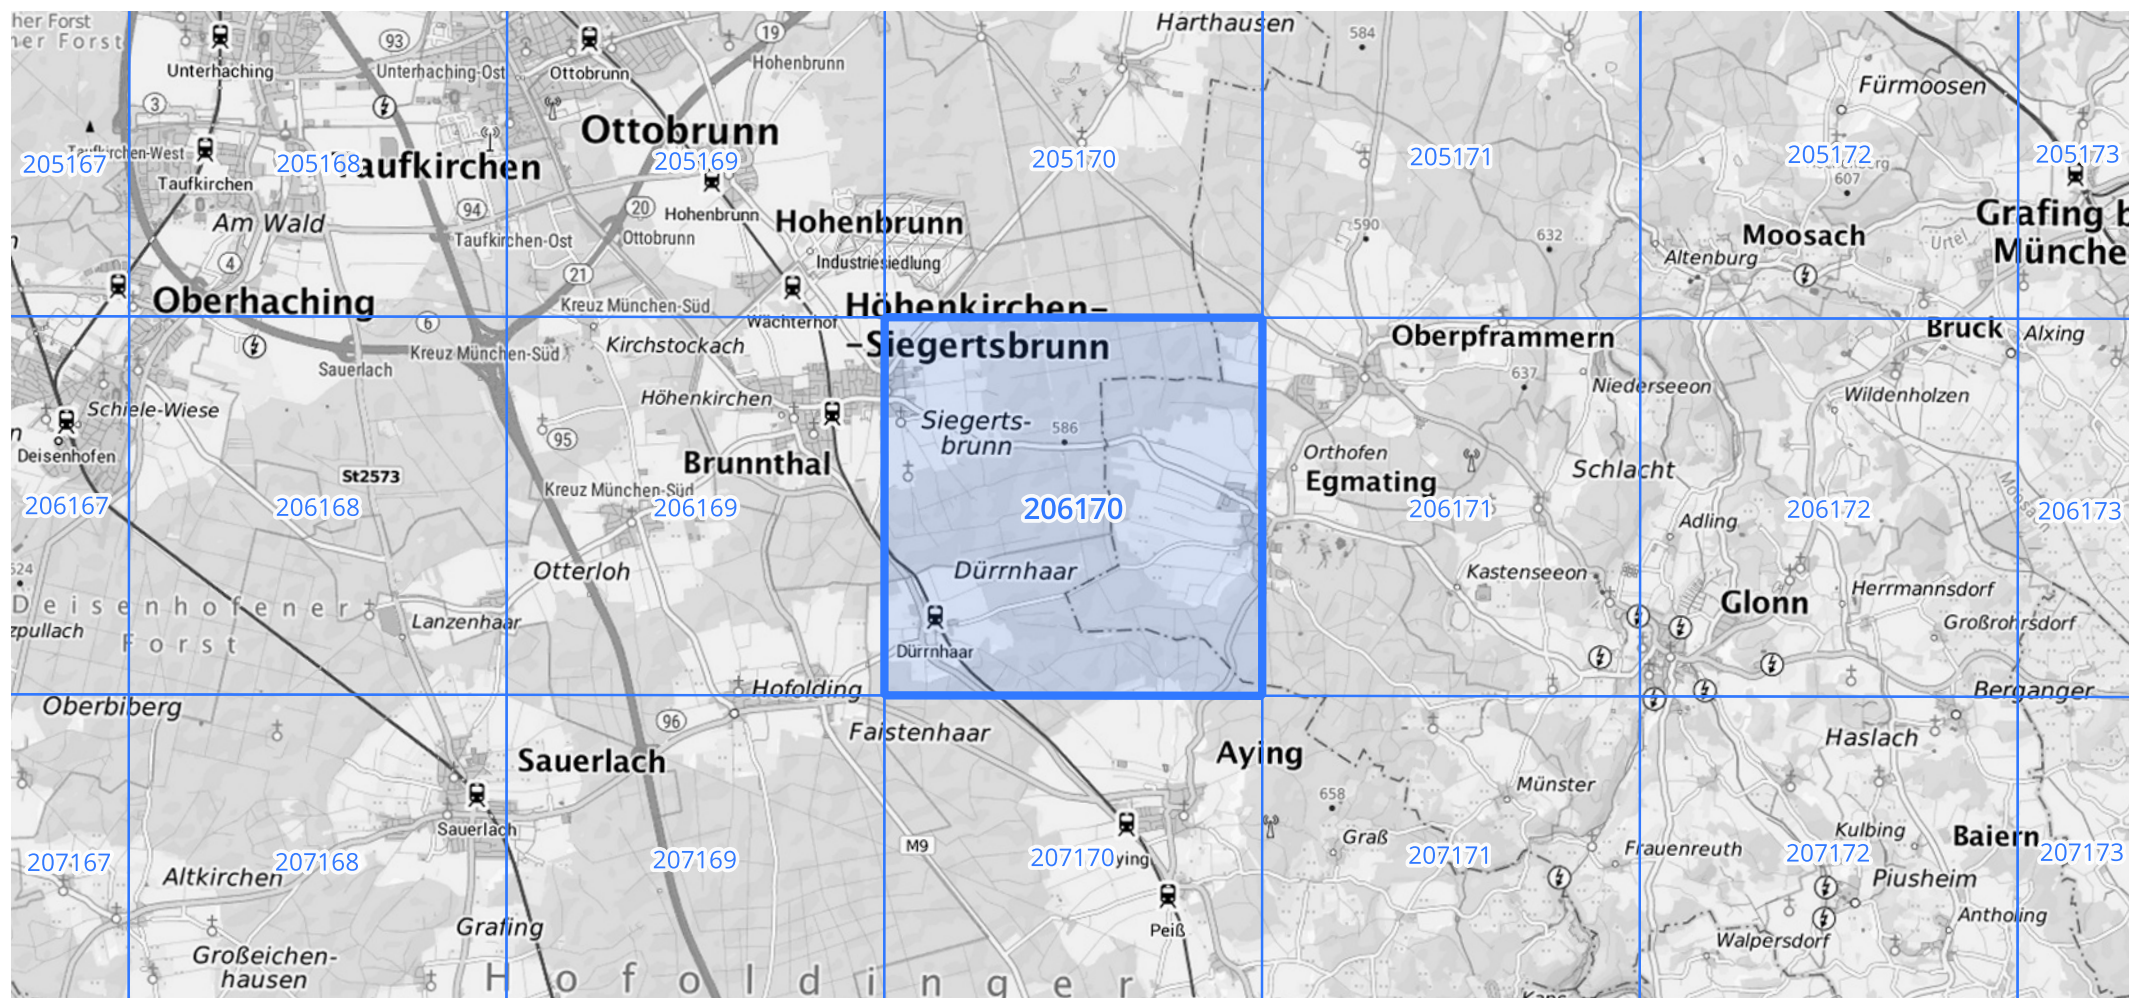 her Forst
ner Forst
93
19
Harthausen
584
Unterhaching
Unterhaching-Ost
Ottobrunn
Hohenbrunn
Fürmoosen
3
Ottobrunn
Taufkirchen-West
205167
205168
Taufkirchen
205169
205170
205171
205172
205173
607
Taufkirchen
Hohenbrunn
94
20
Am Wald
Hohenbrunn
590
632
Moosach
Grafing b
Münche
Urtel
Taufkirchen-Ost
Ottobrunn
Altenburg
4
21
Industriesiedlung
Oberhaching
Kreuz München-Süd
Höhenkirchen-
-Siegertsbrunn
6
Wächterhof
Kirchstockach
Kreuz München-Süd
Sauerlach
Oberpframmern
Bruck
Alxing
637
Niederseeon
Wildenholzen
Schiele-Wiese
Höhenkirchen
Siegerts-
brunn
586
95
Deisenhofen
St2573
Brunnthal
Orthofen
Egmating
Schlacht
Kreuz München-Süd
206167
206168
206169
206170
206171
206172
206173
Adling
Otterloh
Dürrnhaar
Kastenseeon
Herrmannsdorf
524
Deisenhofener
Forst
zpullach
Lanzenhaar
Glonn
Großrohrsdorf
Dürrnhaar
Hofolding
Berganger
Oberbiberg
96
Faistenhaar
Haslach
Sauerlach
Aying
Münster
658
Sauerlach
M9
Graß
Kulbing
Baiern
Frauenreuth
207167
207168
207169
207170
ying
207171
207172
207173
Altkirchen
Piusheim
Grafing
Peiß
Antholing
Walpersdorf
Großeichen-
hausen
Hofoldinger